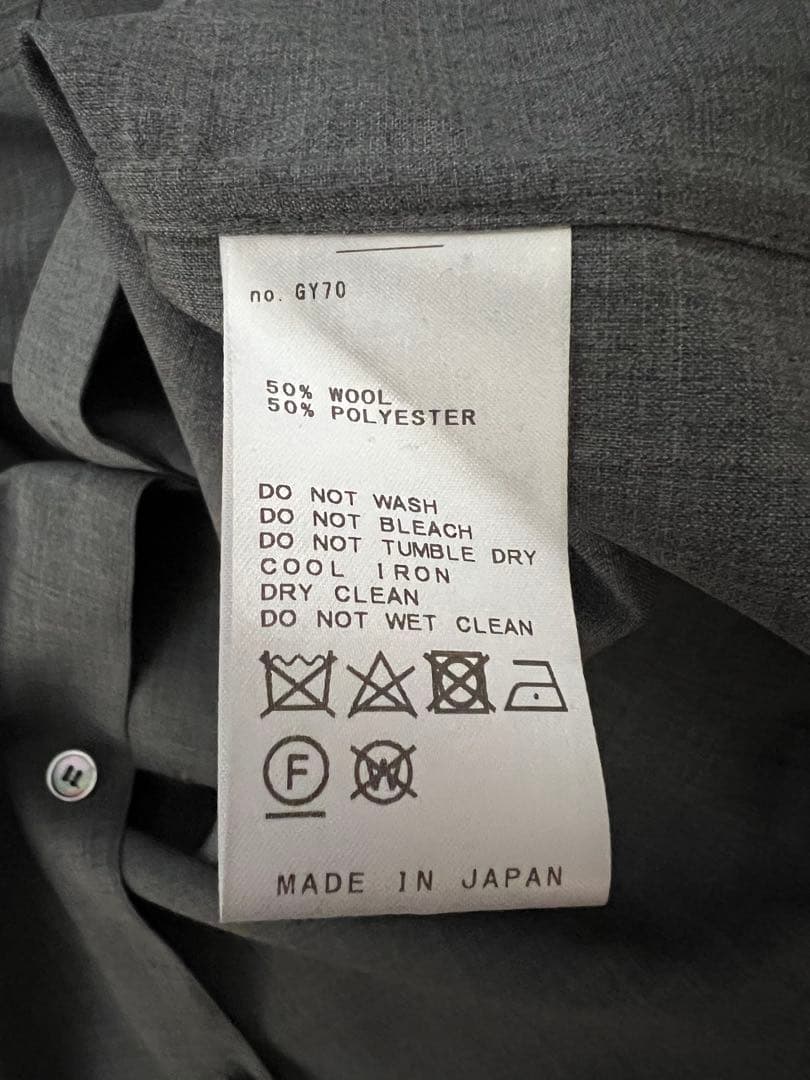 no. GY70
50% WOOL
50% POLYESTER
DO NOT WASH
DO NOT BLEACH
DO NOT TUMBLE DRY
COOL IRON
DRY CLEAN
DO NOT WET CLEAN
F W
MADE IN JAPAN